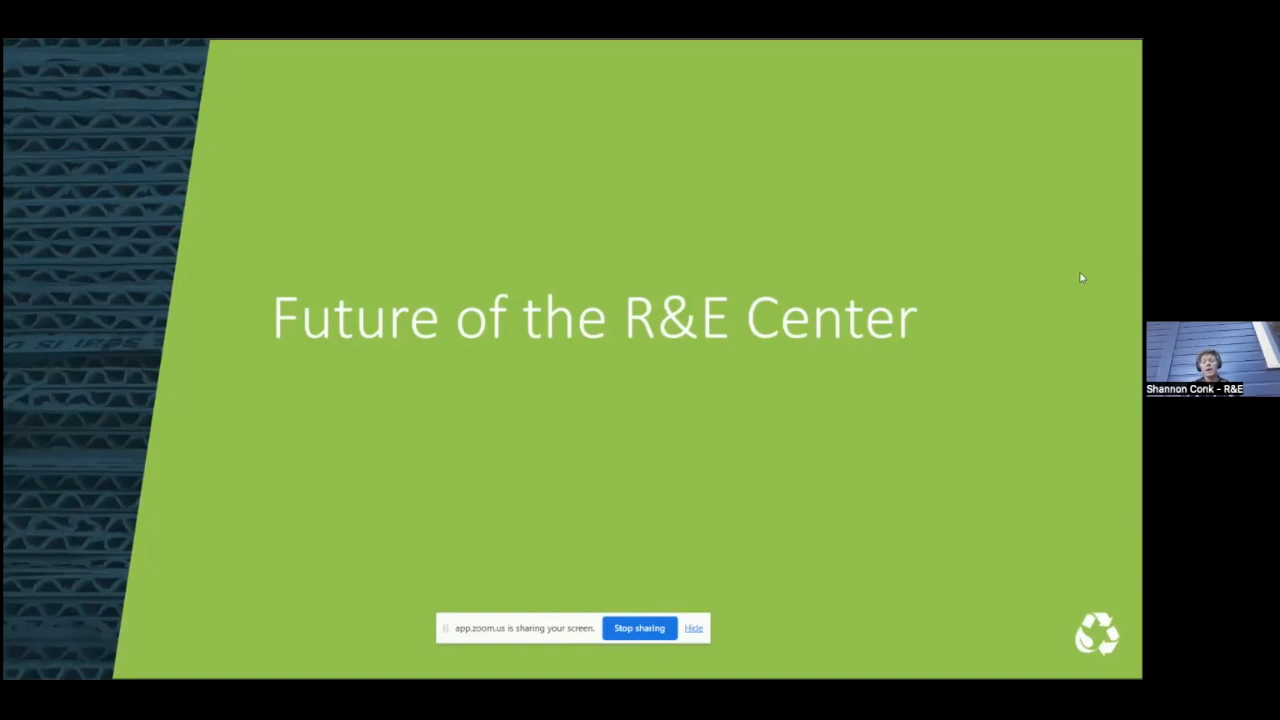 Future of the R&E Center
Shannon Conk - R&E
app.zoom.us is sharing your screen. Stop sharing Hide